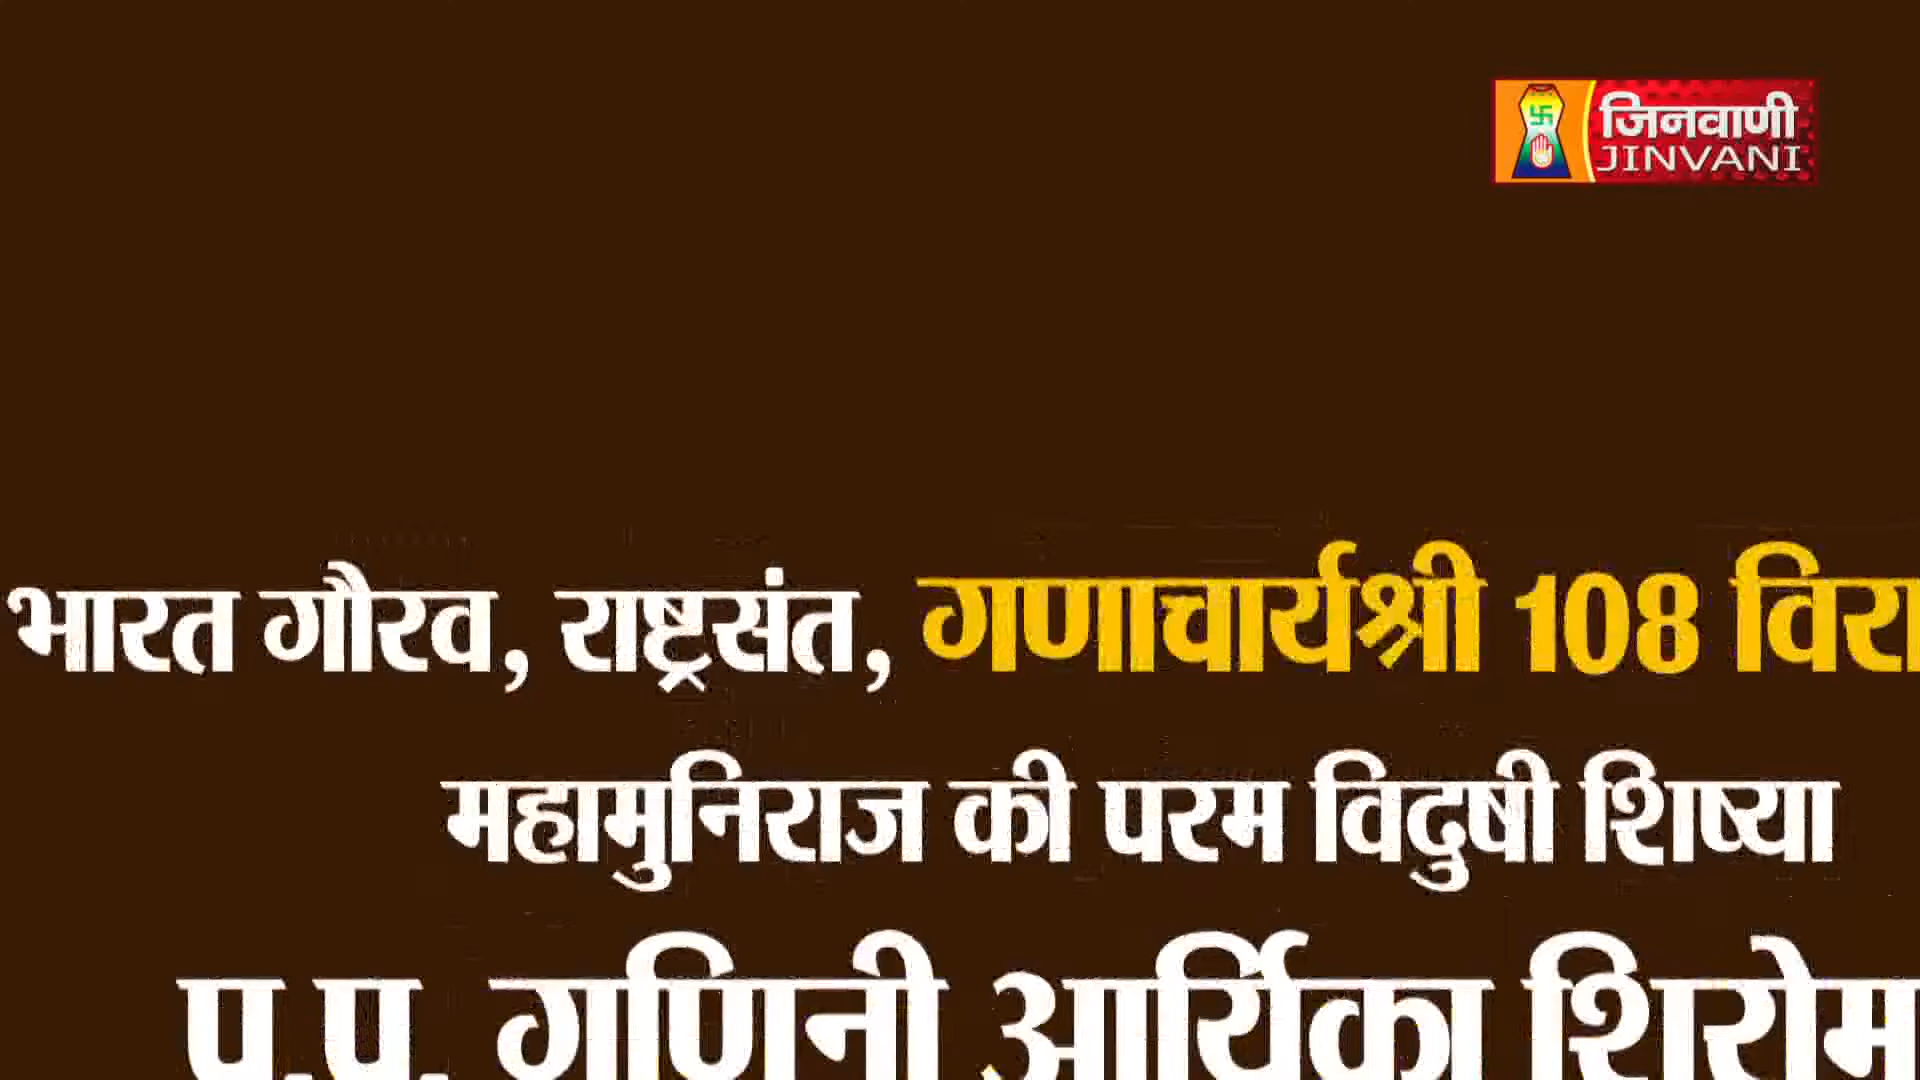 जिनवाणी
JINVANI
भारत गौरव, राष्ट्रसंत, गणाचार्यश्री 108 विरा
महामुनिराज की परम विदुषी शिष्या
प.प. गणिनी आर्यिका शिरोम